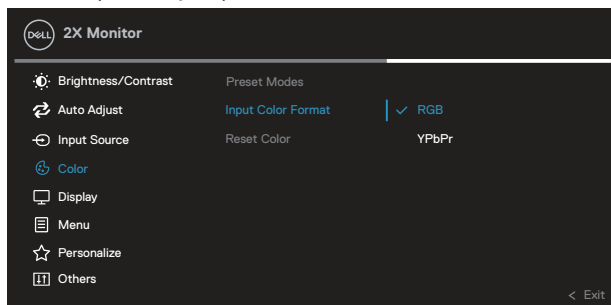 DELL 2X Monitor
Brightness/Contrast Preset Modes
Auto Adjust Input Color Format RGB
Input Source Reset Color YPbPr
Color
Display
Menu
Personalize
Others
< Exit